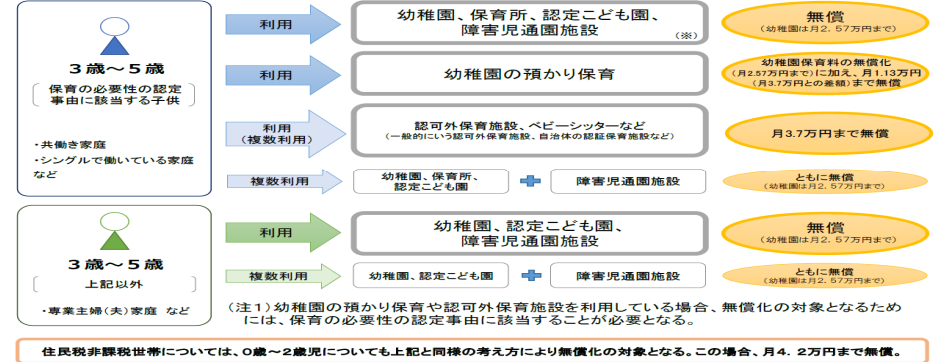 ３歳～５歳
保育の必要性の認定
事由に該当する子供
・共働き家庭
・シングルで働いている家庭
など
利用
幼稚園、保育所、認定こども園、
障害児通園施設
（※）
無償
（幼稚園は月２．５７万円まで）
利用
幼稚園の預かり保育
幼稚園保育料の無償化
（月2.57万円まで）に加え、月1.13万円
（月3.7万円との差額）まで無償
利用
（複数利用）
認可外保育施設、ベビーシッターなど
（一般的にいう認可外保育施設、自治体の認証保育施設など）
月3.7万円まで無償
複数利用
幼稚園、保育所、
認定こども園
障害児通園施設
ともに無償
（幼稚園は月２．５７万円まで）
３歳～５歳
上記以外
・専業主婦（夫）家庭 など
利用
幼稚園、認定こども園、
障害児通園施設
無償
（幼稚園は月２．５７万円まで）
複数利用
幼稚園、認定こども園
障害児通園施設
ともに無償
（幼稚園は月２．５７万円まで）
（注１）幼稚園の預かり保育や認可外保育施設を利用している場合、無償化の対象となるため
には、保育の必要性の認定事由に該当することが必要となる。
住民税非課税世帯については、０歳～２歳児についても上記と同様の考え方により無償化の対象となる。この場合、月４．２万円まで無償。